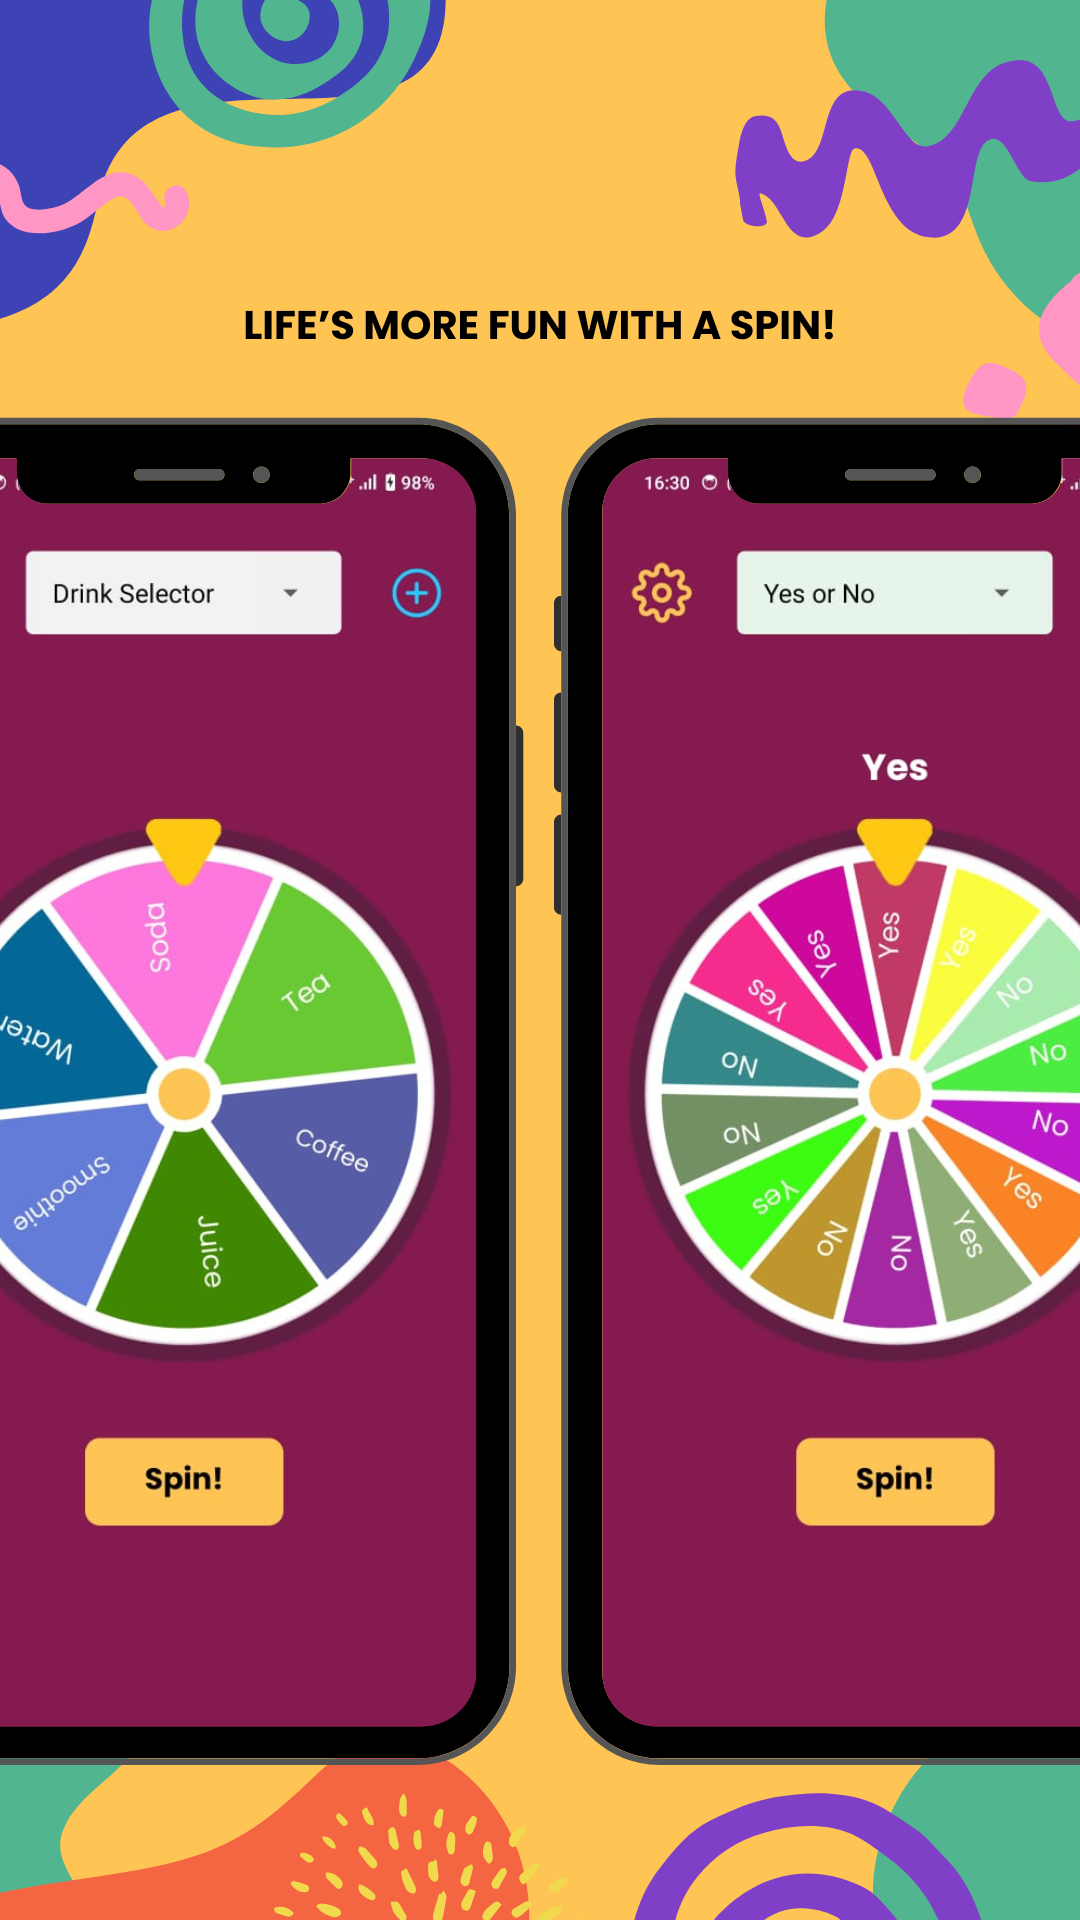 LIFE’S MORE FUN WITH A SPIN!
98%
Drink Selector
Soda
Tea
Water
Coffee
Smoothie
Juice
Spin!
16:30
Yes or No
Yes
Yes
Yes
Yes
Yes
No
No
No
Yes
Yes
No
No
Yes
No
No
Spin!